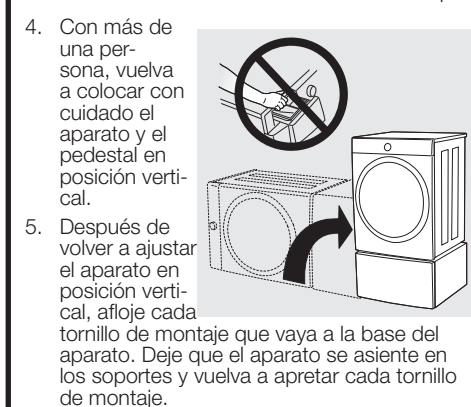 4. Con más de
una per-
sona, vuelva
a colocar con
cuidado el
aparato y el
pedestal en
posición verti-
cal.
5. Después de
volver a ajustar
el aparato en
posición verti-
cal, afloje cada
tornillo de montaje que vaya a la base del
aparato. Deje que el aparato se asiente en
los soportes y vuelva a apretar cada tornillo
de montaje.